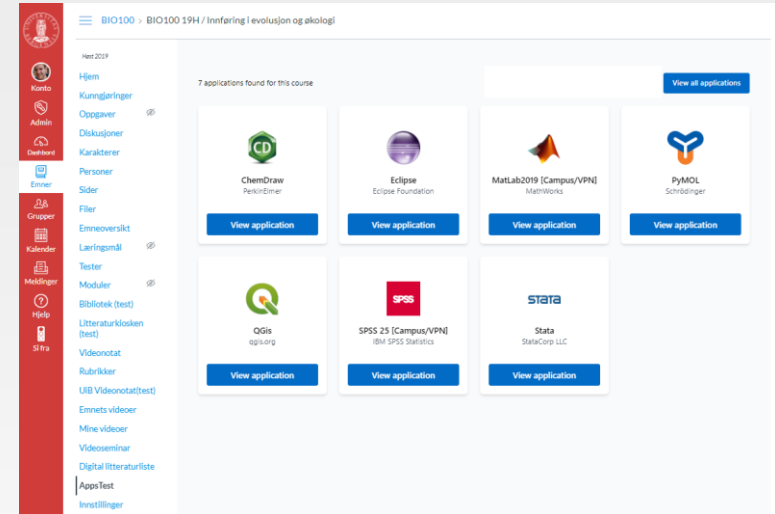 BIO100 > BIO100 19H / Innføring i evolusjon og økologi
Konto
Admin
Dashbord
Emner
Grupper
Kalender
Meldinger
Hjelp
Si fra
Høst 2019
Hjem
Kunngjøringer
Oppgaver
Diskusjoner
Karakterer
Personer
Sider
Filer
Emneoversikt
Læringsmål
Tester
Moduler
Bibliotek (test)
Litteraturkiosken
(test)
Videonotat
Rubrikker
UIB Videonotat(test)
Emnets videoer
Mine videoer
Videoseminar
Digital litteraturliste
AppsTest
Innstillinger
7 applications found for this course
View all applications
CD
ChemDraw
PerkinElmer
View application
Eclipse
Eclipse Foundation
View application
MatLab2019 [Campus/VPN]
MathWorks
View application
PyMOL
Schrödinger
View application
QGis
qgis.org
View application
SPSS
SPSS 25 [Campus/VPN]
IBM SPSS Statistics
View application
STATA
Stata
StataCorp LLC
View application